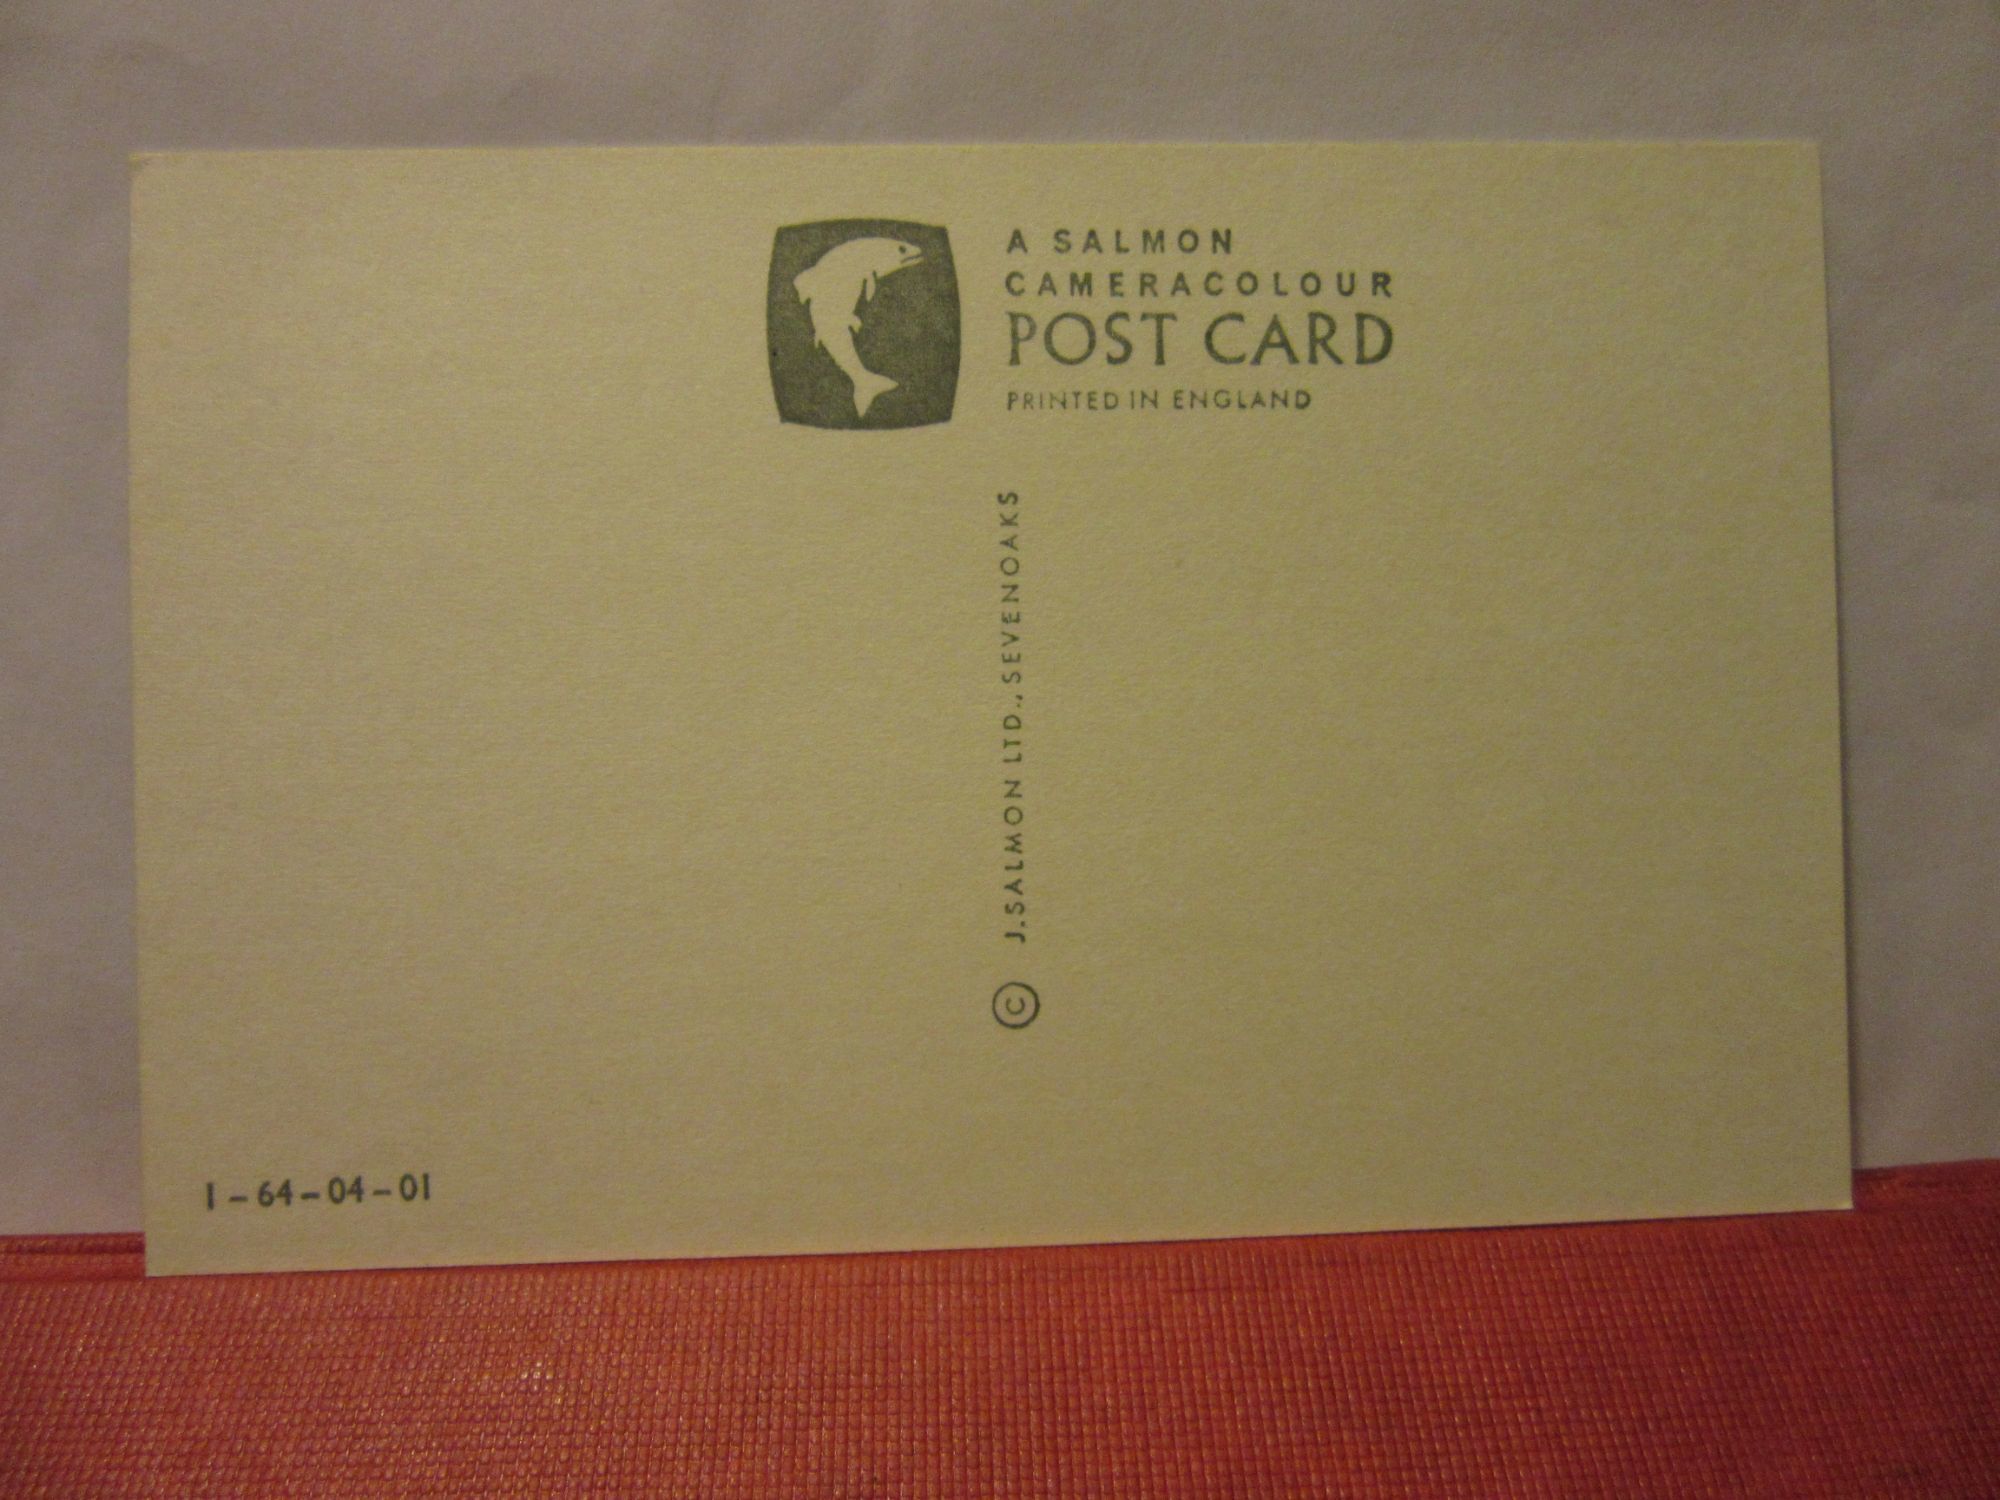 A SALMON
CAMERACOLOUR
POST CARD
PRINTED IN ENGLAND
© J. SALMON LTD., SEVENOAKS
1-64-04-01